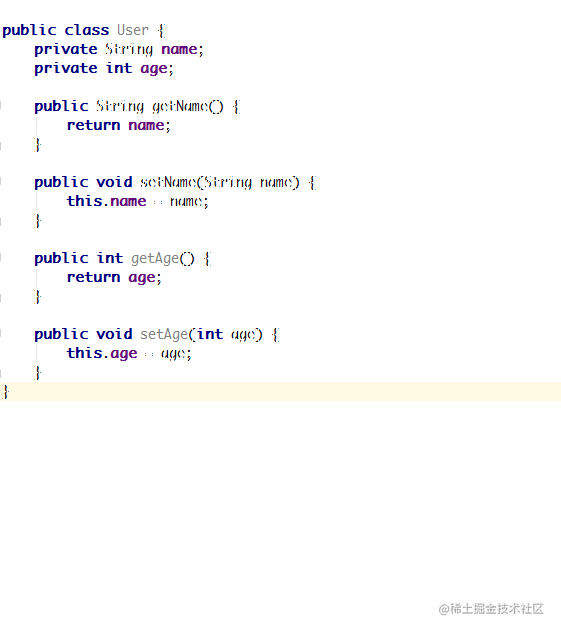 public class User {
    private String name;
    private int age;

    public String getName() {
        return name;
    }

    public void setName(String name) {
        this.name = name;
    }

    public int getAge() {
        return age;
    }

    public void setAge(int age) {
        this.age = age;
    }
}
@稀土掘金技术社区